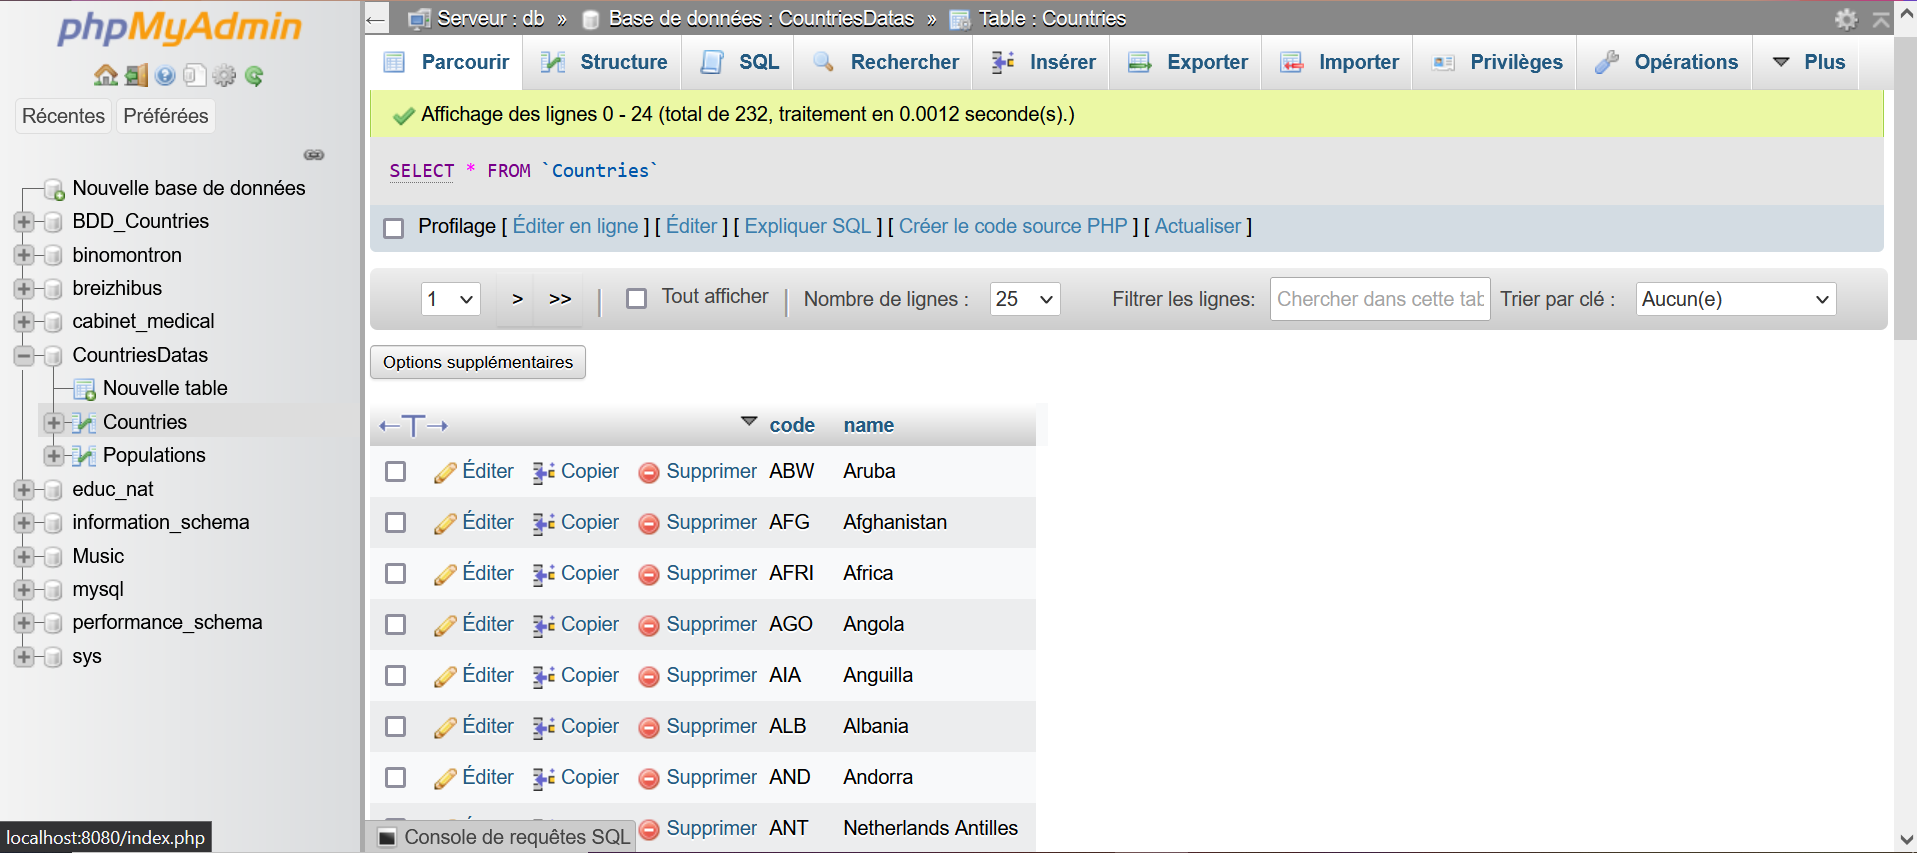 phpMyAdmin
Récentes Préférées
Nouvelle base de données
BDD_Countries
binomontron
breizhibus
cabinet_medical
CountriesDatas
Nouvelle table
Countries
Populations
educ_nat
information_schema
Music
mysql
performance_schema
sys
localhost:8080/index.php
Serveur : db » Base de données : CountriesDatas » Table : Countries
Parcourir Structure SQL Rechercher Insérer Exporter Importer Privilèges Opérations Plus
Affichage des lignes 0 - 24 (total de 232, traitement en 0.0012 seconde(s).)
SELECT * FROM `Countries`
Profilage [ Éditer en ligne ] [ Éditer ] [ Expliquer SQL ] [ Créer le code source PHP ] [ Actualiser ]
1 > >> | Tout afficher | Nombre de lignes : 25 Filtrer les lignes: Chercher dans cette tab Trier par clé : Aucun(e)
Options supplémentaires
←T→ code name
Éditer Copier Supprimer ABW Aruba
Éditer Copier Supprimer AFG Afghanistan
Éditer Copier Supprimer AFRI Africa
Éditer Copier Supprimer AGO Angola
Éditer Copier Supprimer AIA Anguilla
Éditer Copier Supprimer ALB Albania
Éditer Copier Supprimer AND Andorra
Supprimer ANT Netherlands Antilles
Console de requêtes SQL